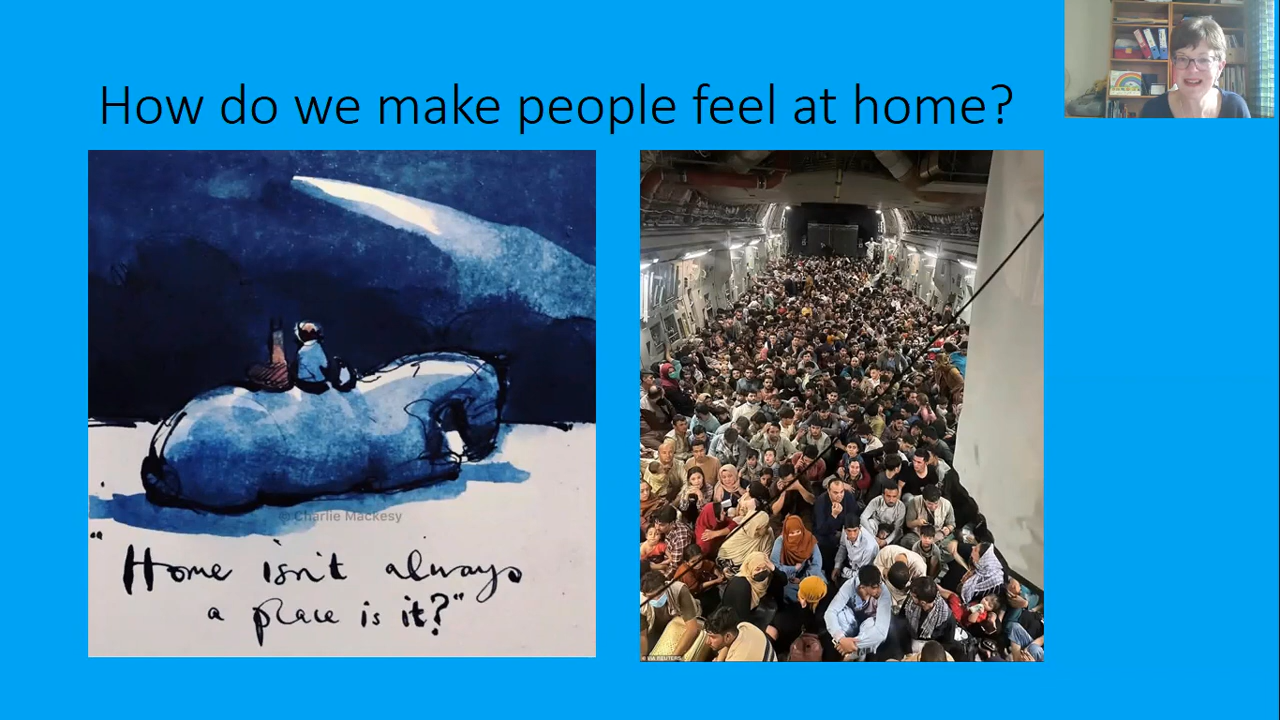 How do we make people feel at home?
© Charlie Mackesy
"Home isn't always
a place is it?"
VIA REUTERS